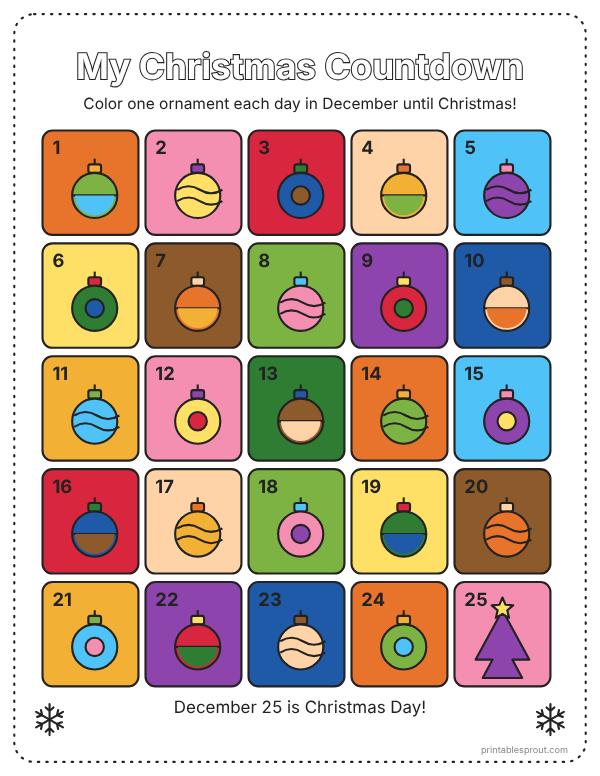 My Christmas Countdown
Color one ornament each day in December until Christmas!
1 2 3 4 5
6 7 8 9 10
11 12 13 14 15
16 17 18 19 20
21 22 23 24 25
December 25 is Christmas Day!
printablesprout.com